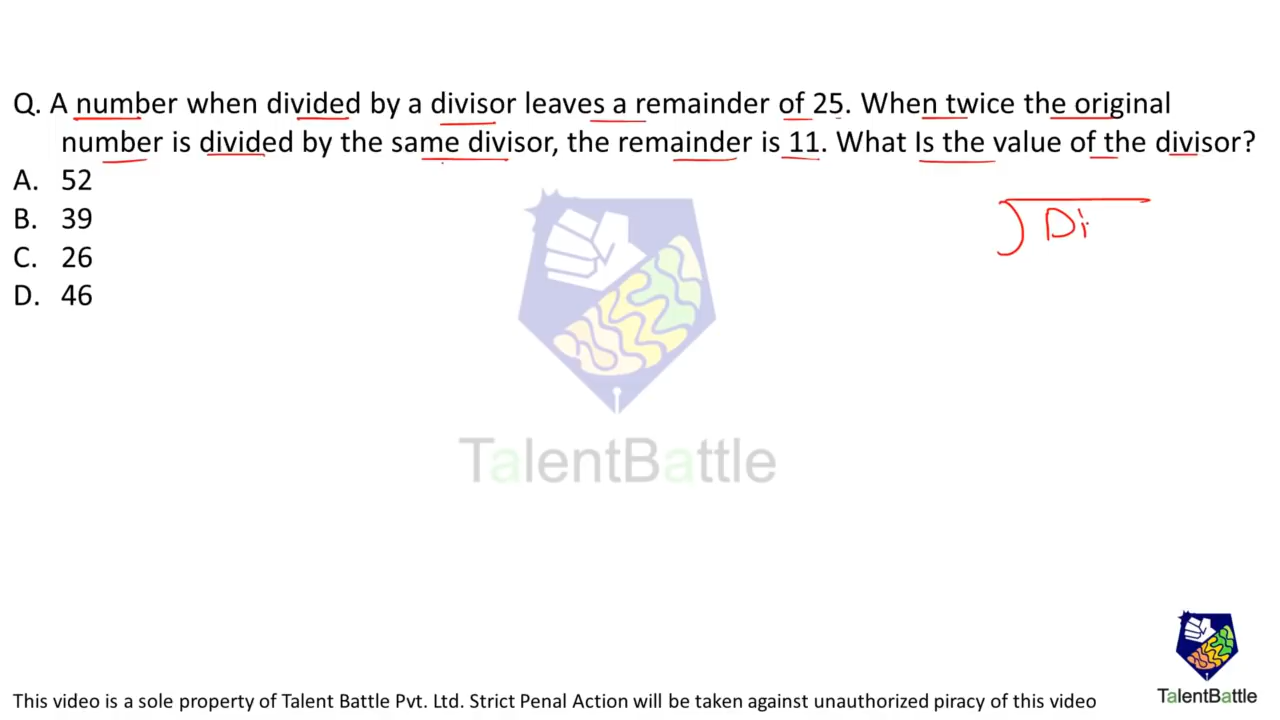 Q. A number when divided by a divisor leaves a remainder of 25. When twice the original
number is divided by the same divisor, the remainder is 11. What Is the value of the divisor?
A. 52
B. 39
C. 26
D. 46
Di
TalentBattle
TalentBattle
This video is a sole property of Talent Battle Pvt. Ltd. Strict Penal Action will be taken against unauthorized piracy of this video